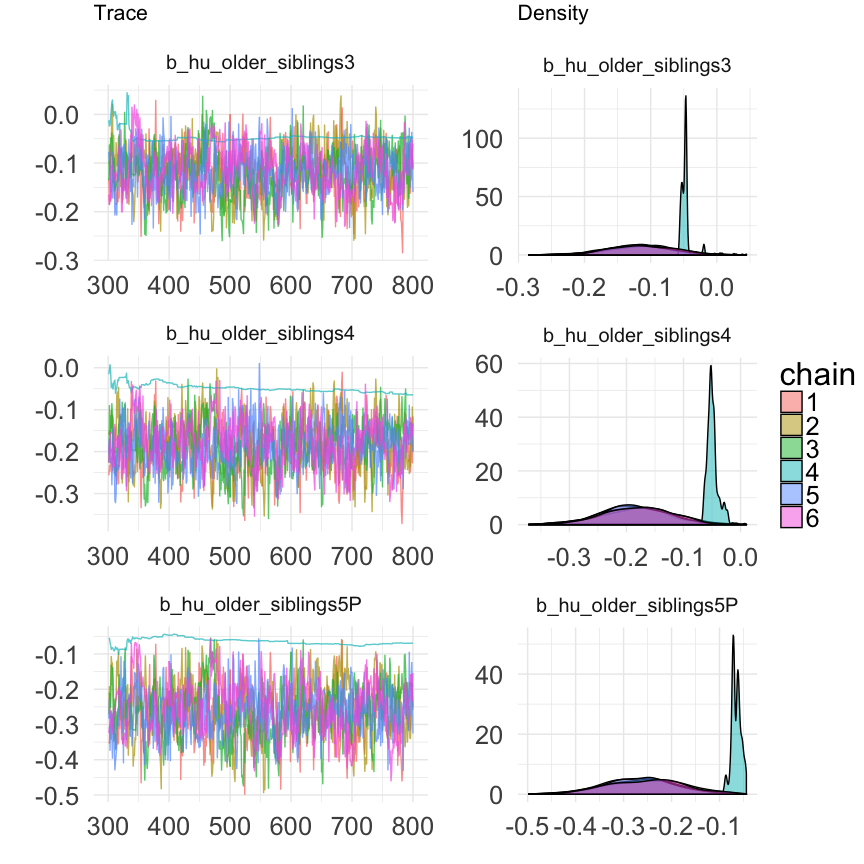 Trace
Density
b_hu_older_siblings3
0.0
-0.1
-0.2
-0.3
300 400 500 600 700 800
b_hu_older_siblings3
100
50
0
-0.3 -0.2 -0.1 0.0
b_hu_older_siblings4
0.0
-0.1
-0.2
-0.3
300 400 500 600 700 800
b_hu_older_siblings4
60
40
20
0
-0.3 -0.2 -0.1 0.0
b_hu_older_siblings5P
-0.1
-0.2
-0.3
-0.4
-0.5
300 400 500 600 700 800
b_hu_older_siblings5P
40
20
0
-0.5 -0.4 -0.3 -0.2 -0.1
chain
1
2
3
4
5
6